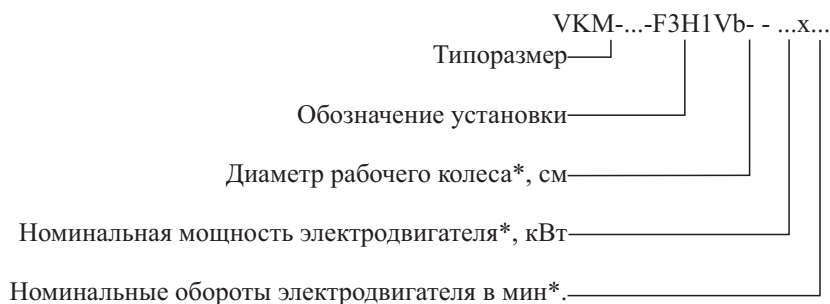 VKM-...-F3H1Vb- - ...x...
Типоразмер
Обозначение установки
Диаметр рабочего колеса*, см
Номинальная мощность электродвигателя*, кВт
Номинальные обороты электродвигателя в мин*.